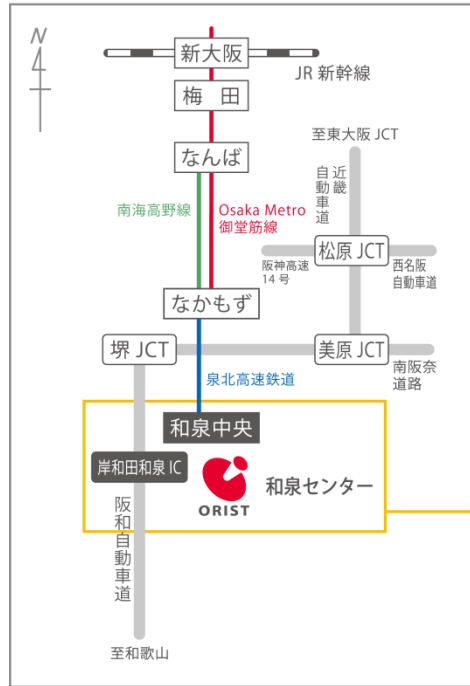 N
新大阪
JR 新幹線
梅 田
至東大阪 JCT
なんば
近畿
自動車道
南海高野線
Osaka Metro
御堂筋線
松原 JCT
阪神高速
14 号
西名阪
自動車道
なかもず
堺 JCT
美原 JCT
南阪奈
道路
泉北高速鉄道
和泉中央
岸和田和泉 IC
和泉センター
ORIST
阪和自動車道
至和歌山